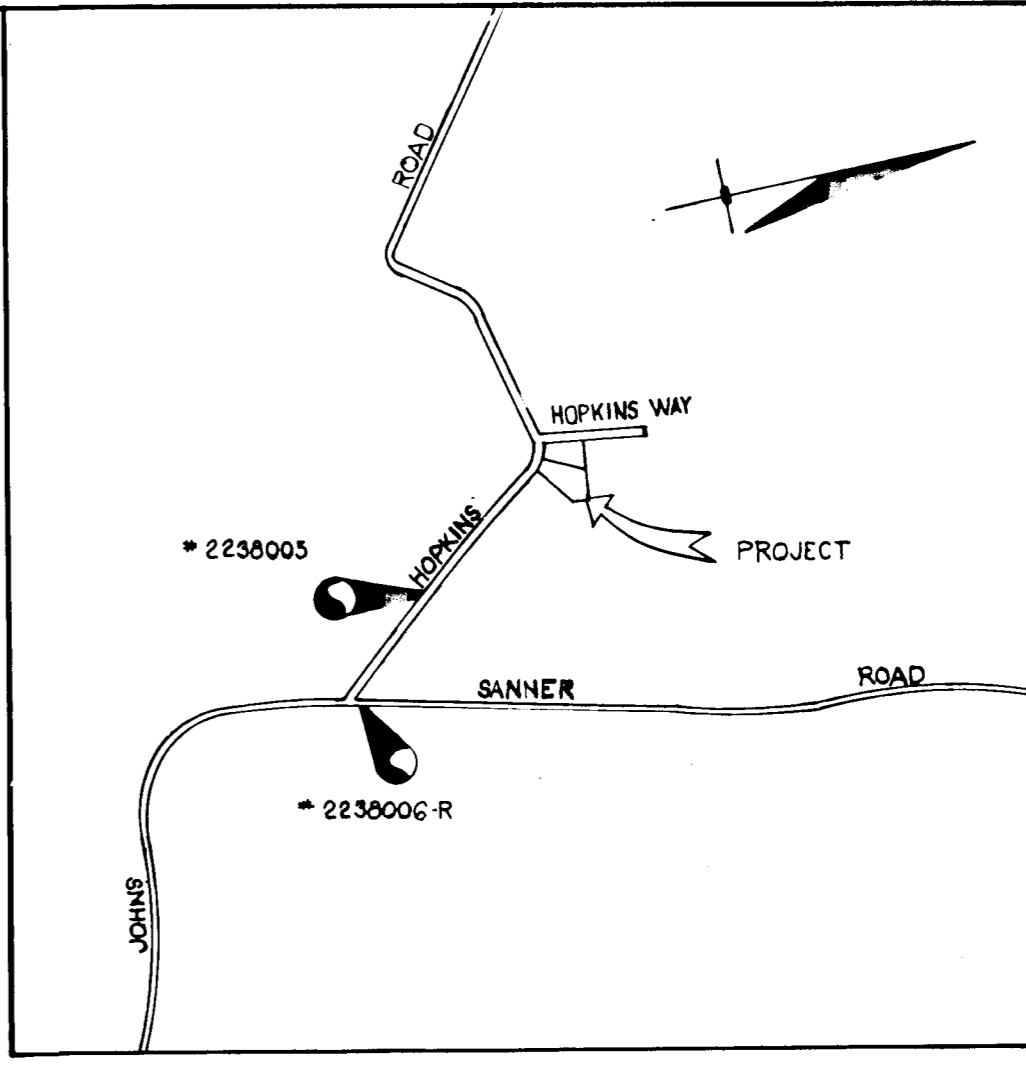 ROAD
HOPKINS WAY
HOPKINS
# 2238005
PROJECT
SANNER
ROAD
# 2238006-R
JOHNS